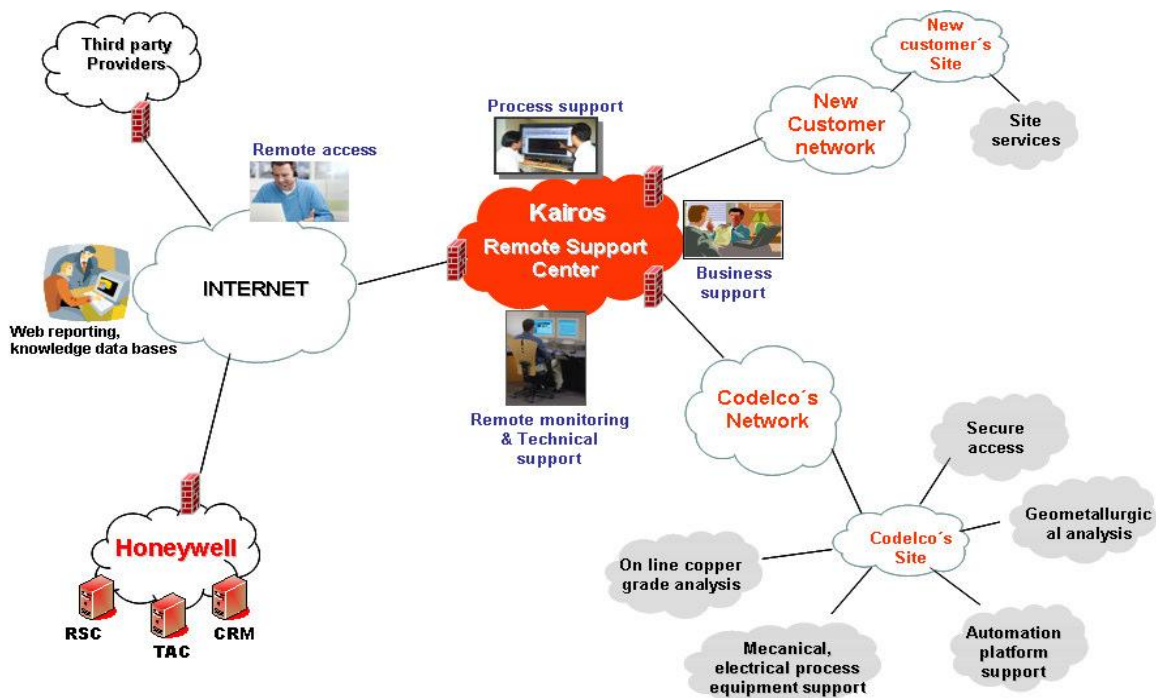 Third party
Providers
Remote access
INTERNET
Web reporting,
knowledge data bases
Honeywell
RSC
TAC
CRM
Process support
Kairos
Remote Support
Center
Business
support
Remote monitoring
& Technical
support
New
customer´s
Site
New
Customer
network
Site
services
Codelco´s
Network
Secure
access
Geometallurgic
al analysis
Codelco´s
Site
On line copper
grade analysis
Mecanical,
electrical process
equipment support
Automation
platform
support